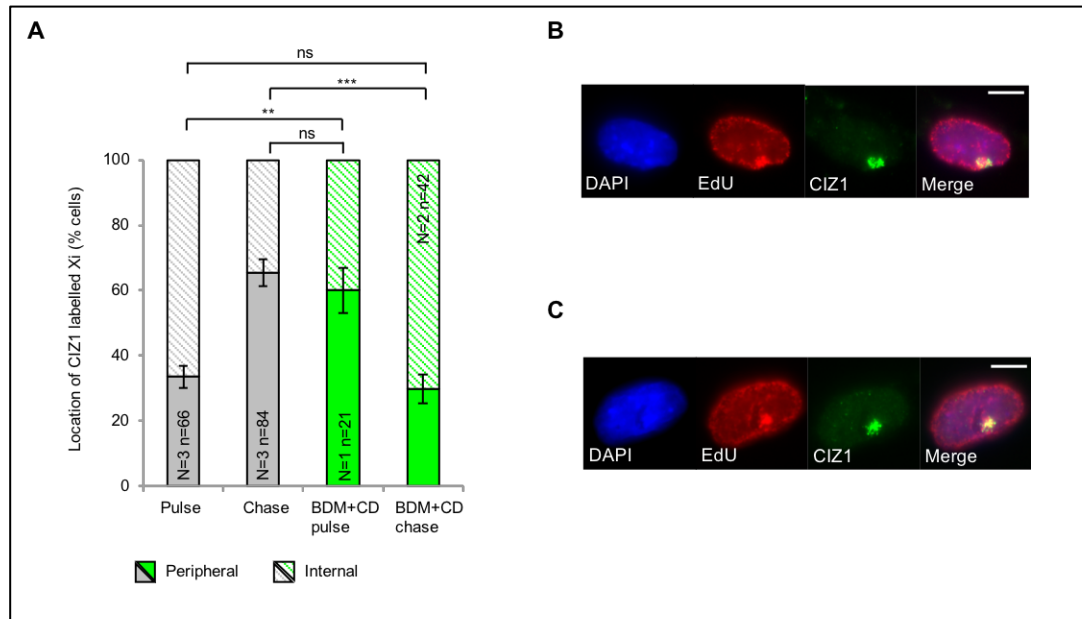 A
ns
***
**
ns
Location of CIZ1 labelled Xi (% cells)
100
80
60
40
20
0
N=3 n=66
N=3 n=84
N=1 n=21
N=2 n=42
Pulse
Chase
BDM+CD
pulse
BDM+CD
chase
Peripheral
Internal
B
DAPI
EdU
CIZ1
Merge
C
DAPI
EdU
CIZ1
Merge